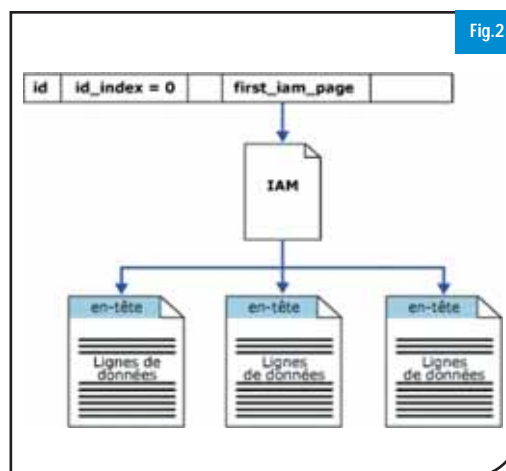 Fig.2
id id_index = 0 first_iam_page
IAM
en-tête en-tête en-tête
Lignes de
données
Lignes
de données
Lignes
de données